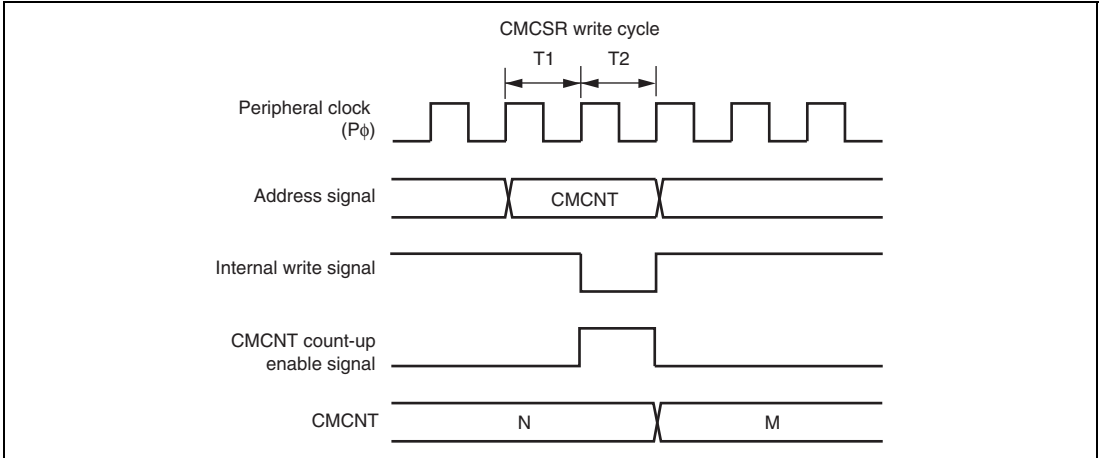 CMCSR write cycle
T1 T2
Peripheral clock
(Pϕ)
Address signal CMCNT
Internal write signal
CMCNT count-up
enable signal
CMCNT N M